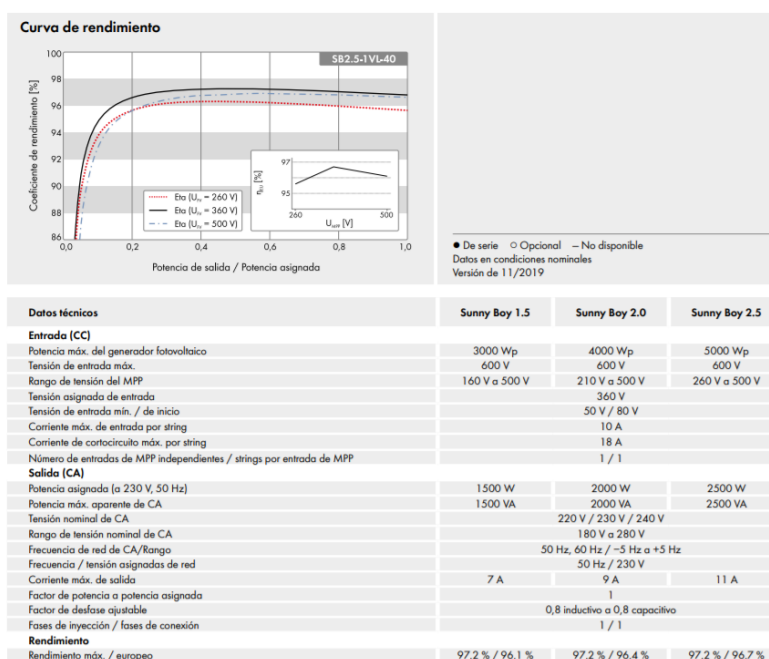 Curva de rendimiento
SB2.5-1VL-40
Coeficiente de rendimiento [%]
100
98
96
94
92
90
88
86
0,0 0,2 0,4 0,6 0,8 1,0
Potencia de salida / Potencia asignada
Eta (U = 260 V)
Eta (U = 360 V)
Eta (U = 500 V)
97
95
[%]
260 500
[V]
● De serie ○ Opcional – No disponible
Datos en condiciones nominales
Versión de 11/2019
Datos técnicos Sunny Boy 1.5 Sunny Boy 2.0 Sunny Boy 2.5
Entrada (CC)
Potencia máx. del generador fotovoltaico 3000 Wp 4000 Wp 5000 Wp
Tensión de entrada máx. 600 V 600 V 600 V
Rango de tensión del MPP 160 V a 500 V 210 V a 500 V 260 V a 500 V
Tensión asignada de entrada 360 V
Tensión de entrada mín. / de inicio 50 V / 80 V
Corriente máx. de entrada por string 10 A
Corriente de cortocircuito máx. por string 18 A
Número de entradas de MPP independientes / strings por entrada de MPP 1 / 1
Salida (CA)
Potencia asignada (a 230 V, 50 Hz) 1500 W 2000 W 2500 W
Potencia máx. aparente de CA 1500 VA 2000 VA 2500 VA
Tensión nominal de CA 220 V / 230 V / 240 V
Rango de tensión nominal de CA 180 V a 280 V
Frecuencia de red de CA/Rango 50 Hz, 60 Hz / −5 Hz a +5 Hz
Frecuencia / tensión asignadas de red 50 Hz / 230 V
Corriente máx. de salida 7 A 9 A 11 A
Factor de potencia a potencia asignada 1
Factor de desfase ajustable 0,8 inductivo a 0,8 capacitivo
Fases de inyección / fases de conexión 1 / 1
Rendimiento
Rendimiento máx. / europeo 97,2 % / 96,1 % 97,2 % / 96,4 % 97,2 % / 96,7 %